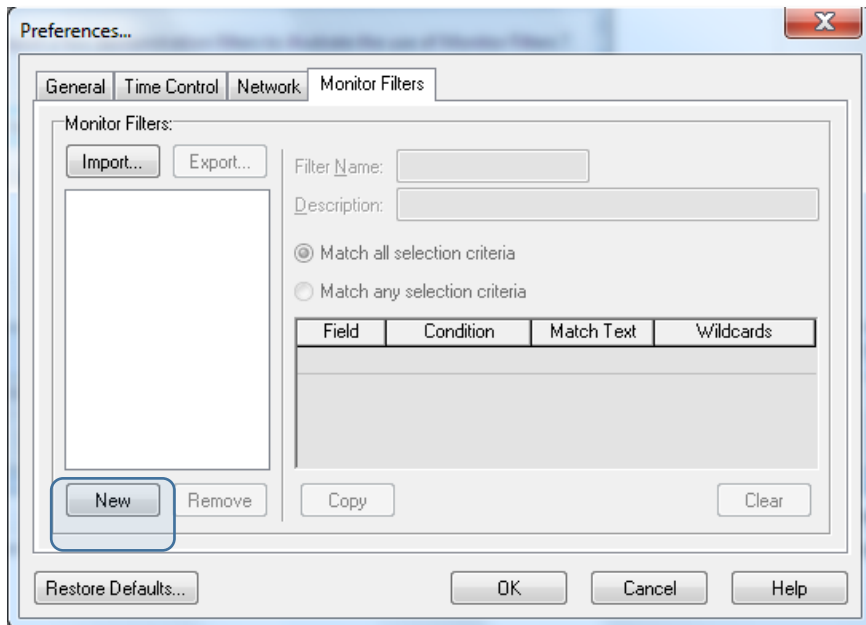 Preferences...
General Time Control Network Monitor Filters
Monitor Filters:
Import... Export...
Filter Name:
Description:
Match all selection criteria
Match any selection criteria
Field Condition Match Text Wildcards
New Remove Copy Clear
Restore Defaults... OK Cancel Help